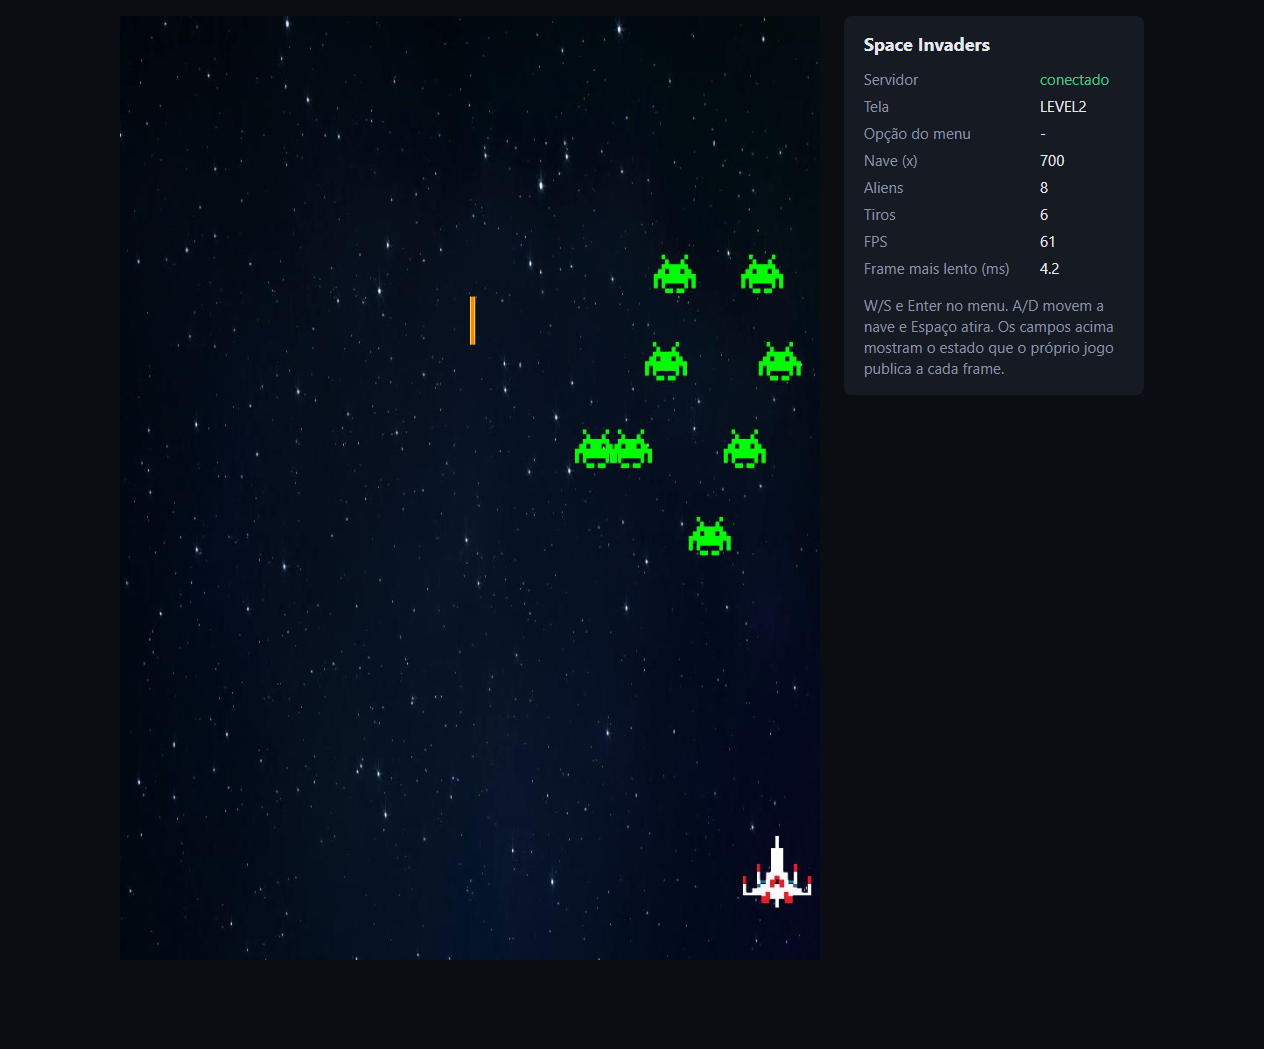 Space Invaders
Servidor conectado
Tela LEVEL2
Opção do menu -
Nave (x) 700
Aliens 8
Tiros 6
FPS 61
Frame mais lento (ms) 4.2
W/S e Enter no menu. A/D movem a
nave e Espaço atira. Os campos acima
mostram o estado que o próprio jogo
publica a cada frame.